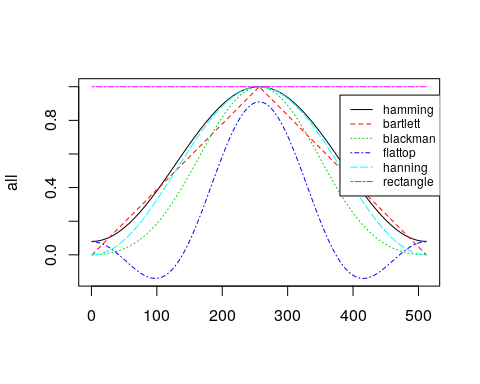 all
0.8
0.4
0.0
hamming
bartlett
blackman
flattop
hanning
rectangle
0 100 200 300 400 500